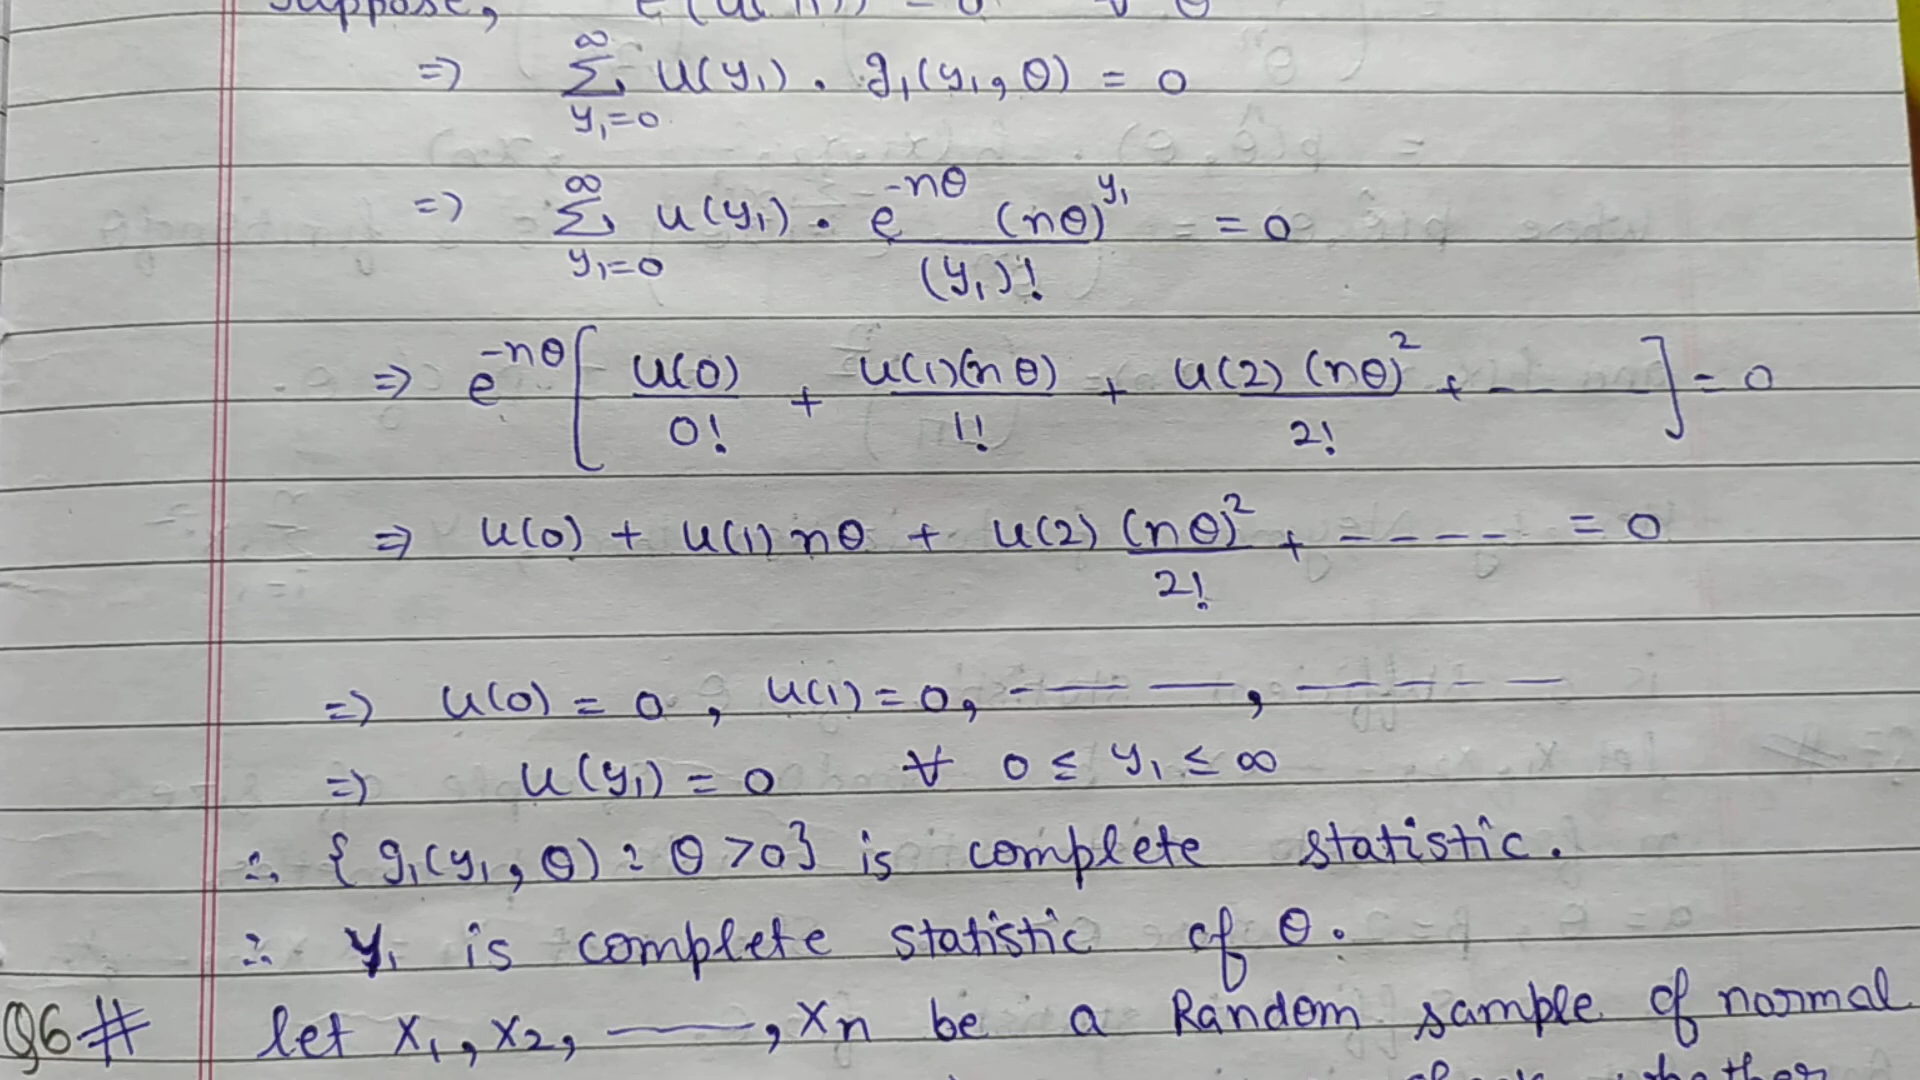 suppose,
⇒ ∞ Σ y₁=0 u(y₁) . g₁(y₁, θ) = 0
⇒ ∞ Σ y₁=0 u(y₁) . e^{-nθ} (nθ)^{y₁} / (y₁)! = 0
⇒ e^{-nθ} [ u(0)/0! + u(1)(nθ)/1! + u(2)(nθ)²/2! + - - - ] = 0
⇒ u(0) + u(1) nθ + u(2) (nθ)²/2! + - - - - = 0
⇒ u(0) = 0, u(1) = 0, - — —, — - - -
⇒ u(y₁) = 0 ∀ 0 ≤ y₁ ≤ ∞
∴ {g₁(y₁, θ) : θ > 0} is complete statistic.
∴ y₁ is complete statistic of θ.
Q6# let x₁, x₂, ——, xn be a Random sample of normal